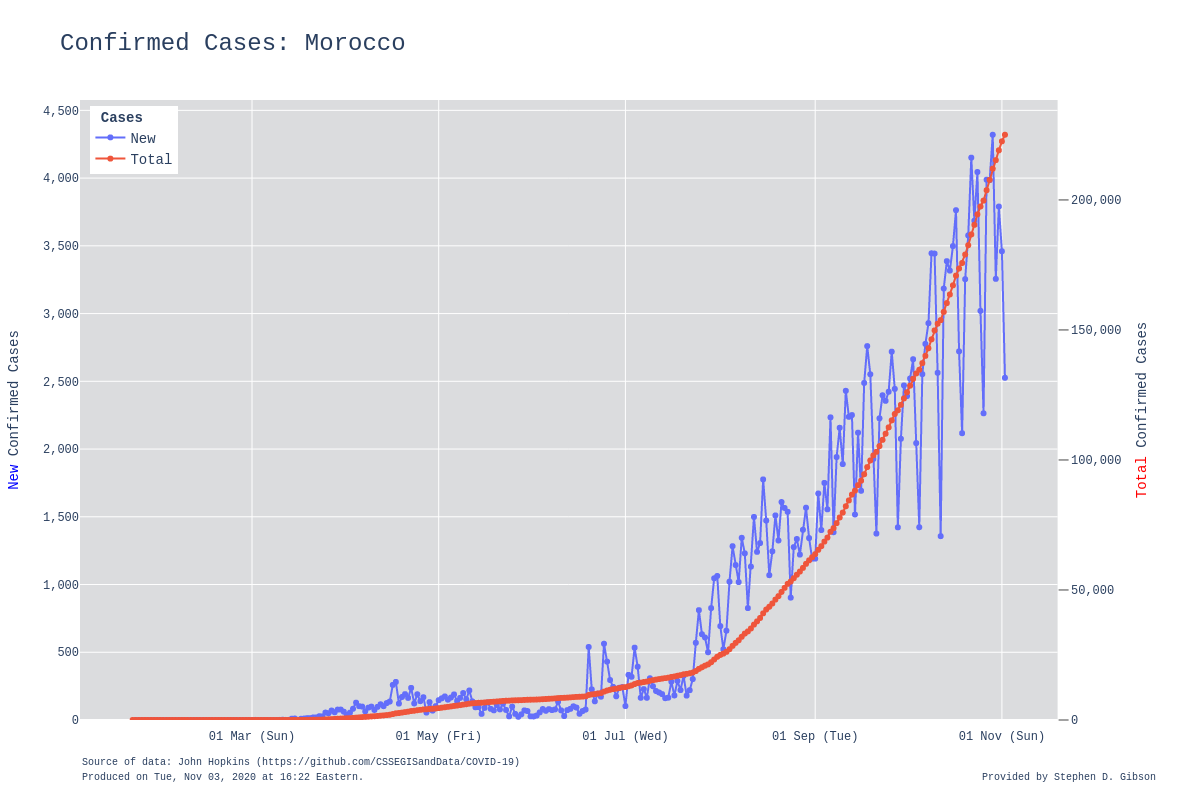 Confirmed Cases: Morocco
Cases
New
Total
4,500
4,000
3,500
3,000
2,500
2,000
1,500
1,000
500
0
New Confirmed Cases
200,000
150,000
100,000
50,000
0
Total Confirmed Cases
01 Mar (Sun)
01 May (Fri)
01 Jul (Wed)
01 Sep (Tue)
01 Nov (Sun)
Source of data: John Hopkins (https://github.com/CSSEGISandData/COVID-19)
Produced on Tue, Nov 03, 2020 at 16:22 Eastern.
Provided by Stephen D. Gibson